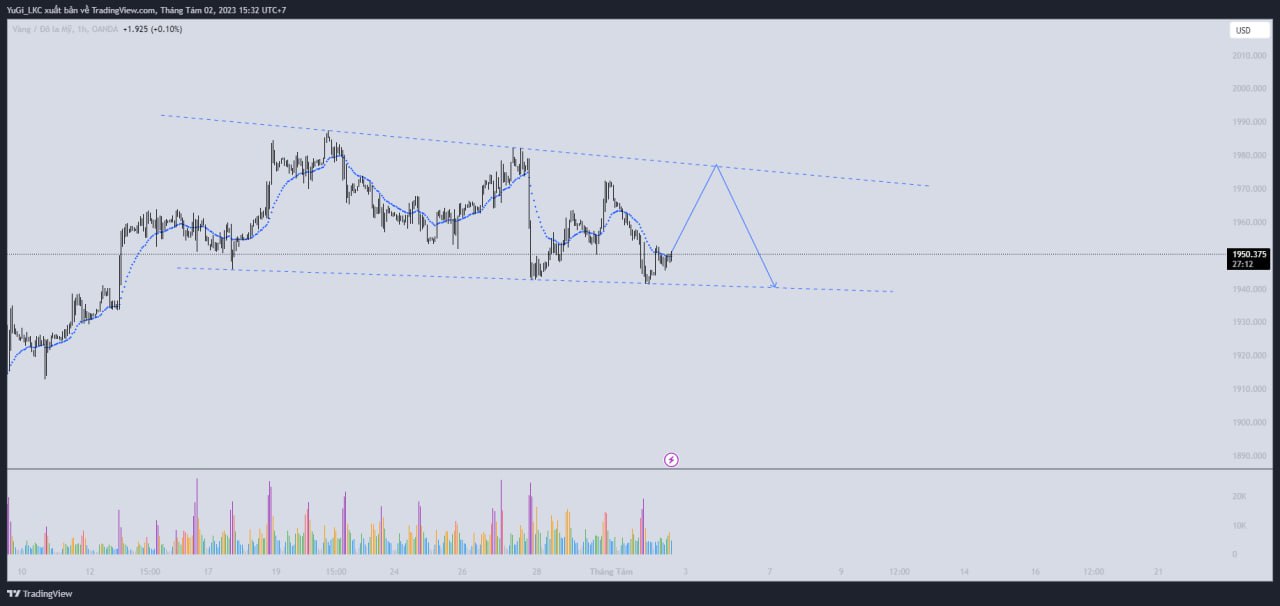 YuGi_LKC xuất bản về TradingView.com, Tháng Tám 02, 2023 15:32 UTC+7
Vàng / Đô la Mỹ, 1h, OANDA +1.925 (+0.10%)
USD
2010.000
2000.000
1990.000
1980.000
1970.000
1960.000
1950.375
27:12
1940.000
1930.000
1920.000
1910.000
1900.000
1890.000
20K
10K
0
10 12 15:00 17 19 15:00 24 26 28 Tháng Tám 3 7 9 12:00 14 16 12:00 21
TradingView